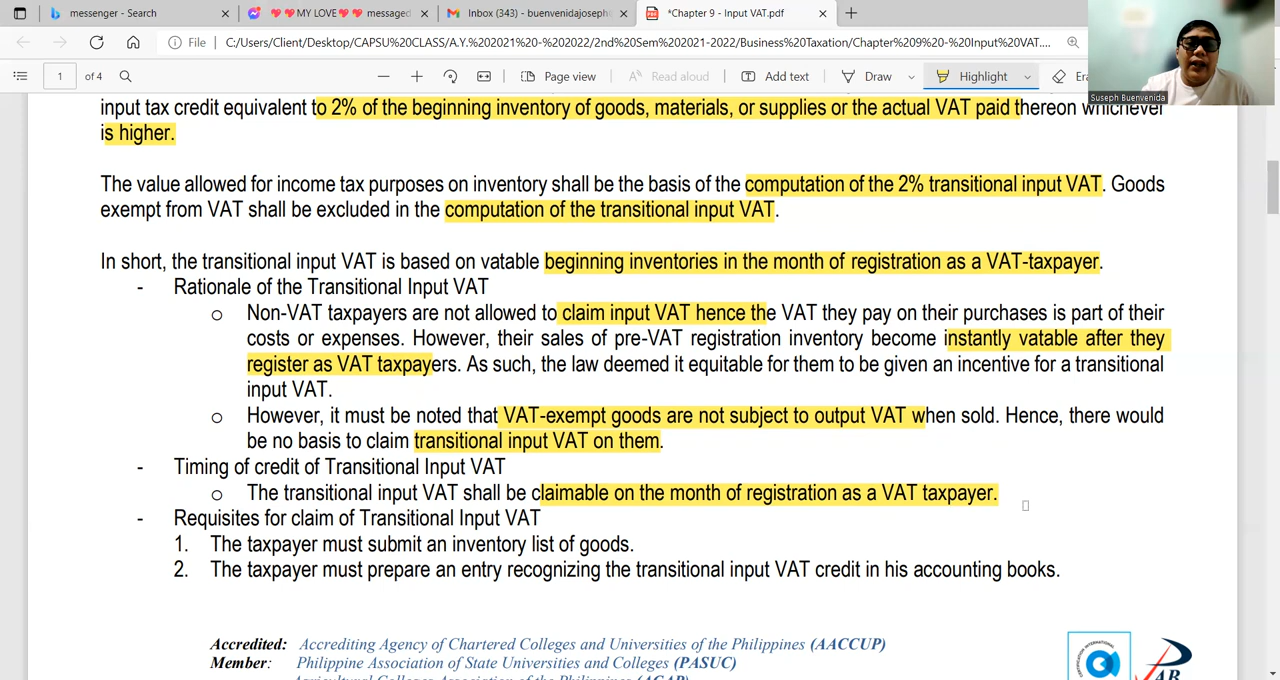 messenger - Search
MY LOVE messaged
Inbox (343) - buenvenidajosephi
*Chapter 9 - Input VAT.pdf
File
C:/Users/Client/Desktop/CAPSU%20CLASS/A.Y.%202021%20-%202022/2nd%20Sem%202021-2022/Business%20Taxation/Chapter%209%20-%20Input%20VAT....
1 of 4
Page view
Read aloud
Add text
Draw
Highlight
Era
Suseph Buenvenida
input tax credit equivalent to 2% of the beginning inventory of goods, materials, or supplies or the actual VAT paid thereon whichever
is higher.
The value allowed for income tax purposes on inventory shall be the basis of the computation of the 2% transitional input VAT. Goods
exempt from VAT shall be excluded in the computation of the transitional input VAT.
In short, the transitional input VAT is based on vatable beginning inventories in the month of registration as a VAT-taxpayer.
- Rationale of the Transitional Input VAT
o Non-VAT taxpayers are not allowed to claim input VAT hence the VAT they pay on their purchases is part of their
costs or expenses. However, their sales of pre-VAT registration inventory become instantly vatable after they
register as VAT taxpayers. As such, the law deemed it equitable for them to be given an incentive for a transitional
input VAT.
o However, it must be noted that VAT-exempt goods are not subject to output VAT when sold. Hence, there would
be no basis to claim transitional input VAT on them.
- Timing of credit of Transitional Input VAT
o The transitional input VAT shall be claimable on the month of registration as a VAT taxpayer.
- Requisites for claim of Transitional Input VAT
1. The taxpayer must submit an inventory list of goods.
2. The taxpayer must prepare an entry recognizing the transitional input VAT credit in his accounting books.
Accredited: Accrediting Agency of Chartered Colleges and Universities of the Philippines (AACCUP)
Member: Philippine Association of State Universities and Colleges (PASUC)
Agricultural Colleges Association of the Philippines (ACAP)